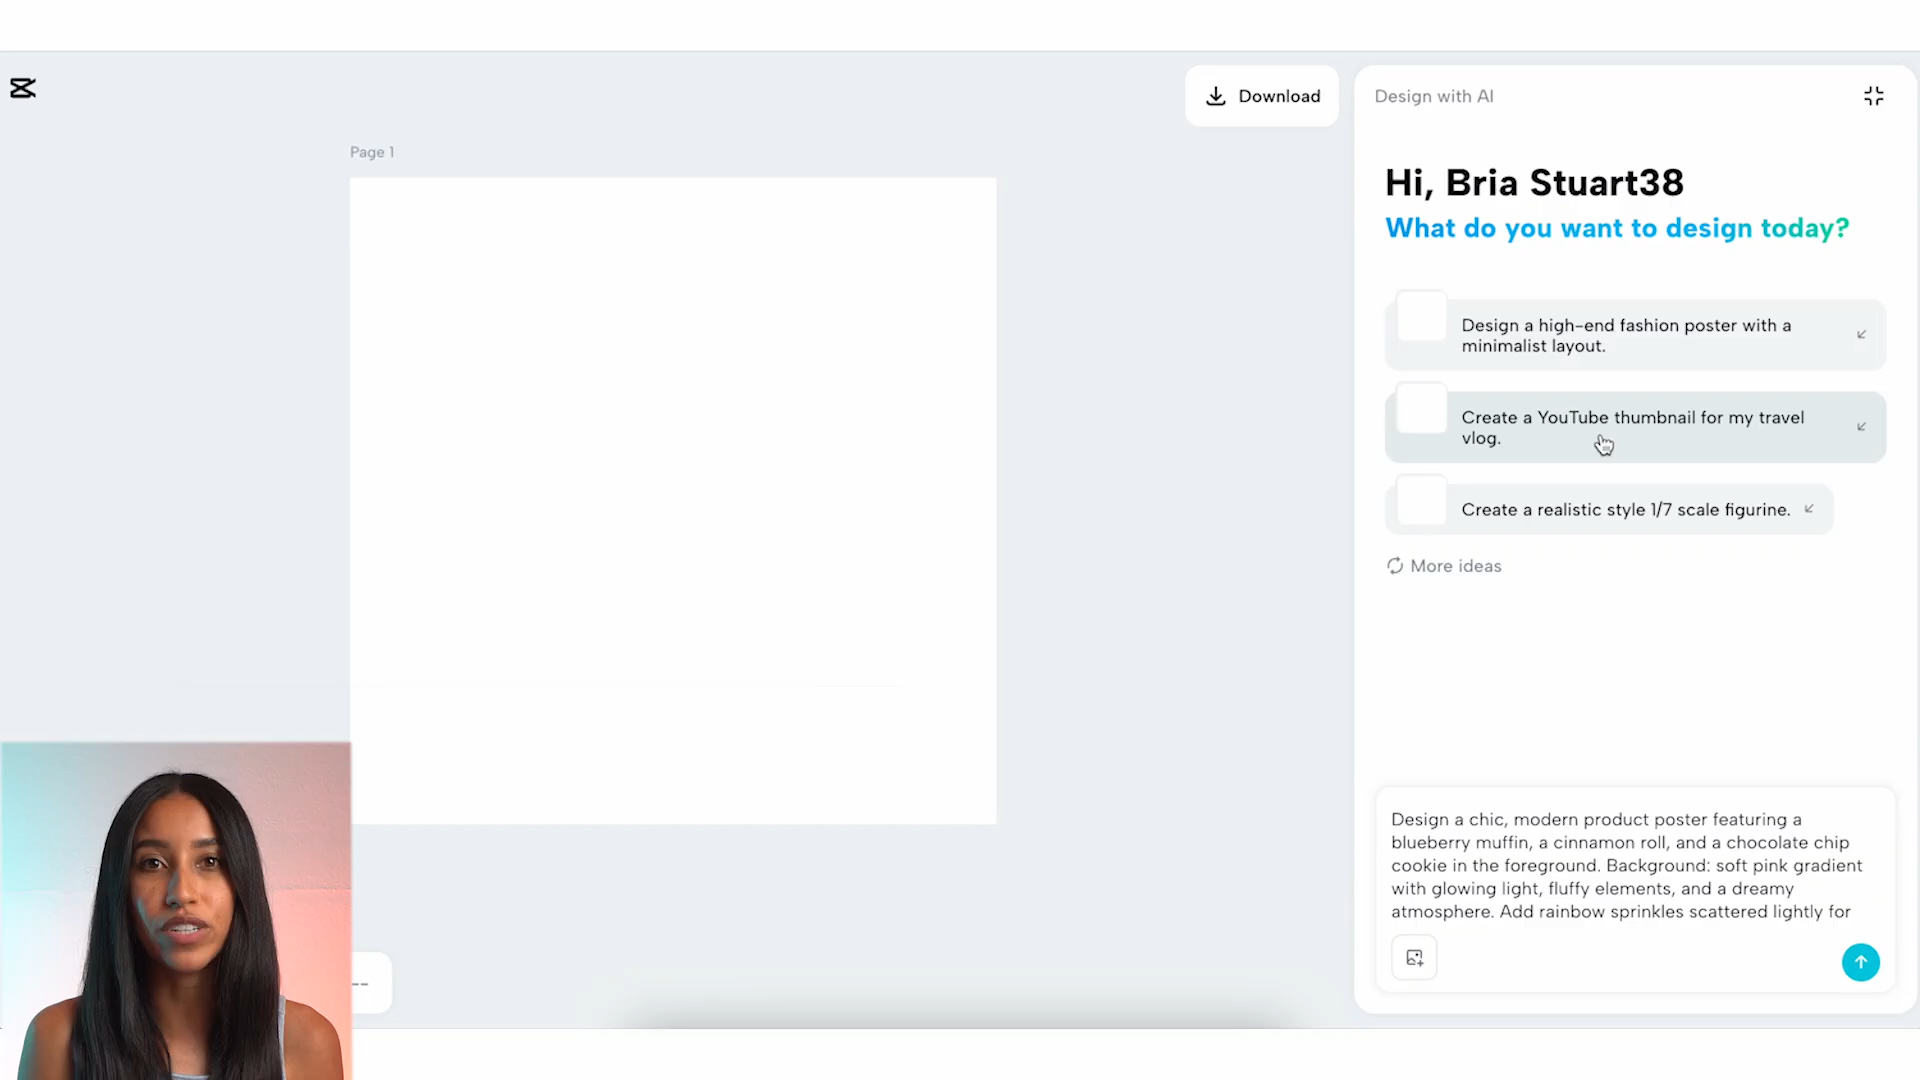 Download
Design with AI
Page 1
Hi, Bria Stuart38
What do you want to design today?
Design a high-end fashion poster with a
minimalist layout.
Create a YouTube thumbnail for my travel
vlog.
Create a realistic style 1/7 scale figurine.
More ideas
Design a chic, modern product poster featuring a
blueberry muffin, a cinnamon roll, and a chocolate chip
cookie in the foreground. Background: soft pink gradient
with glowing light, fluffy elements, and a dreamy
atmosphere. Add rainbow sprinkles scattered lightly for
--